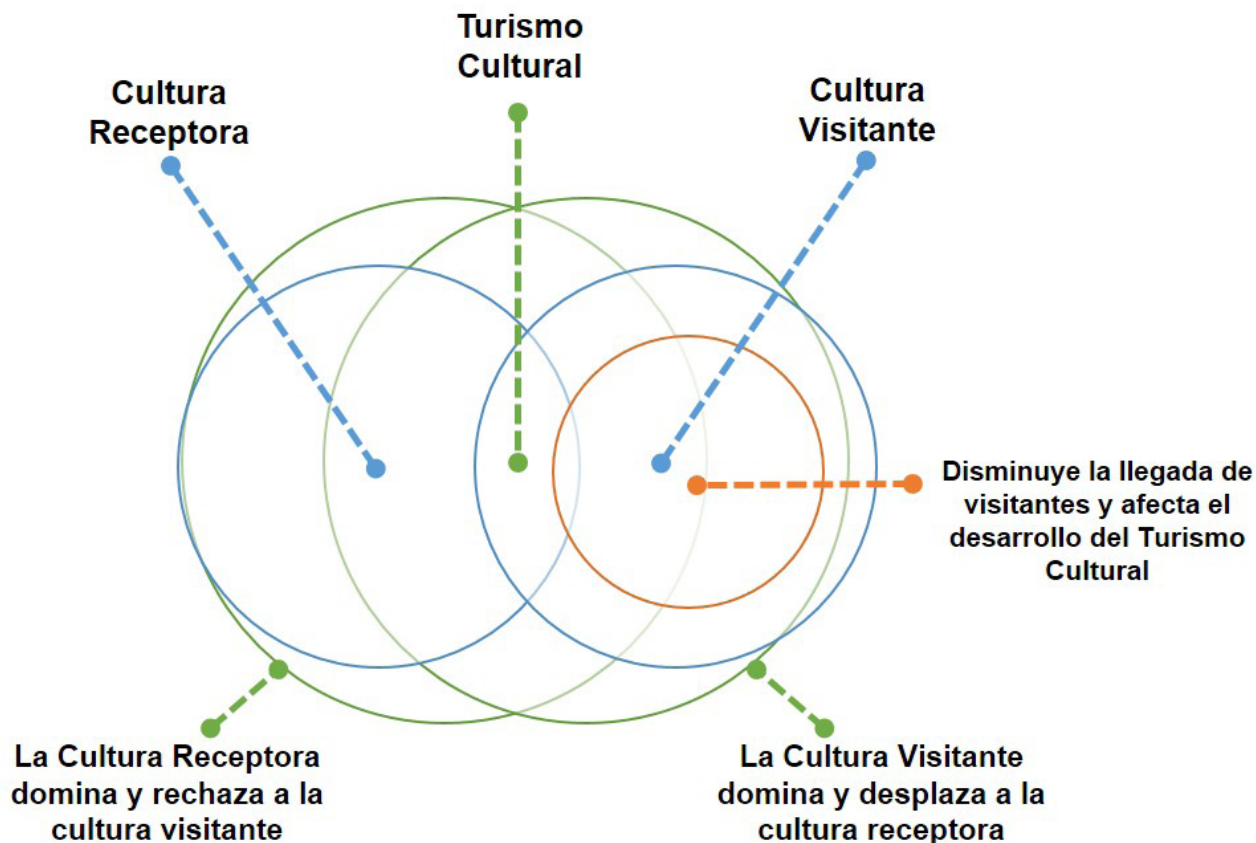 Turismo
Cultural
Cultura
Receptora
Cultura
Visitante
Disminuye la llegada de
visitantes y afecta el
desarrollo del Turismo
Cultural
La Cultura Receptora
domina y rechaza a la
cultura visitante
La Cultura Visitante
domina y desplaza a la
cultura receptora